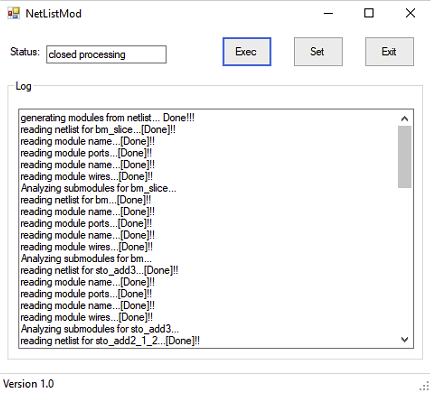 NetListMod
Status: closed processing Exec Set Exit
Log
generating modules from netlist... Done!!!
reading netlist for bm_slice...[Done]!!
reading module name...[Done]!!
reading module ports...[Done]!!
reading module name...[Done]!!
reading module wires...[Done]!!
Analyzing submodules for bm_slice...
reading netlist for bm...[Done]!!
reading module name...[Done]!!
reading module ports...[Done]!!
reading module name...[Done]!!
reading module wires...[Done]!!
Analyzing submodules for bm...
reading netlist for sto_add3...[Done]!!
reading module name...[Done]!!
reading module ports...[Done]!!
reading module name...[Done]!!
reading module wires...[Done]!!
Analyzing submodules for sto_add3...
reading netlist for sto_add2_1_2...[Done]!!
Version 1.0